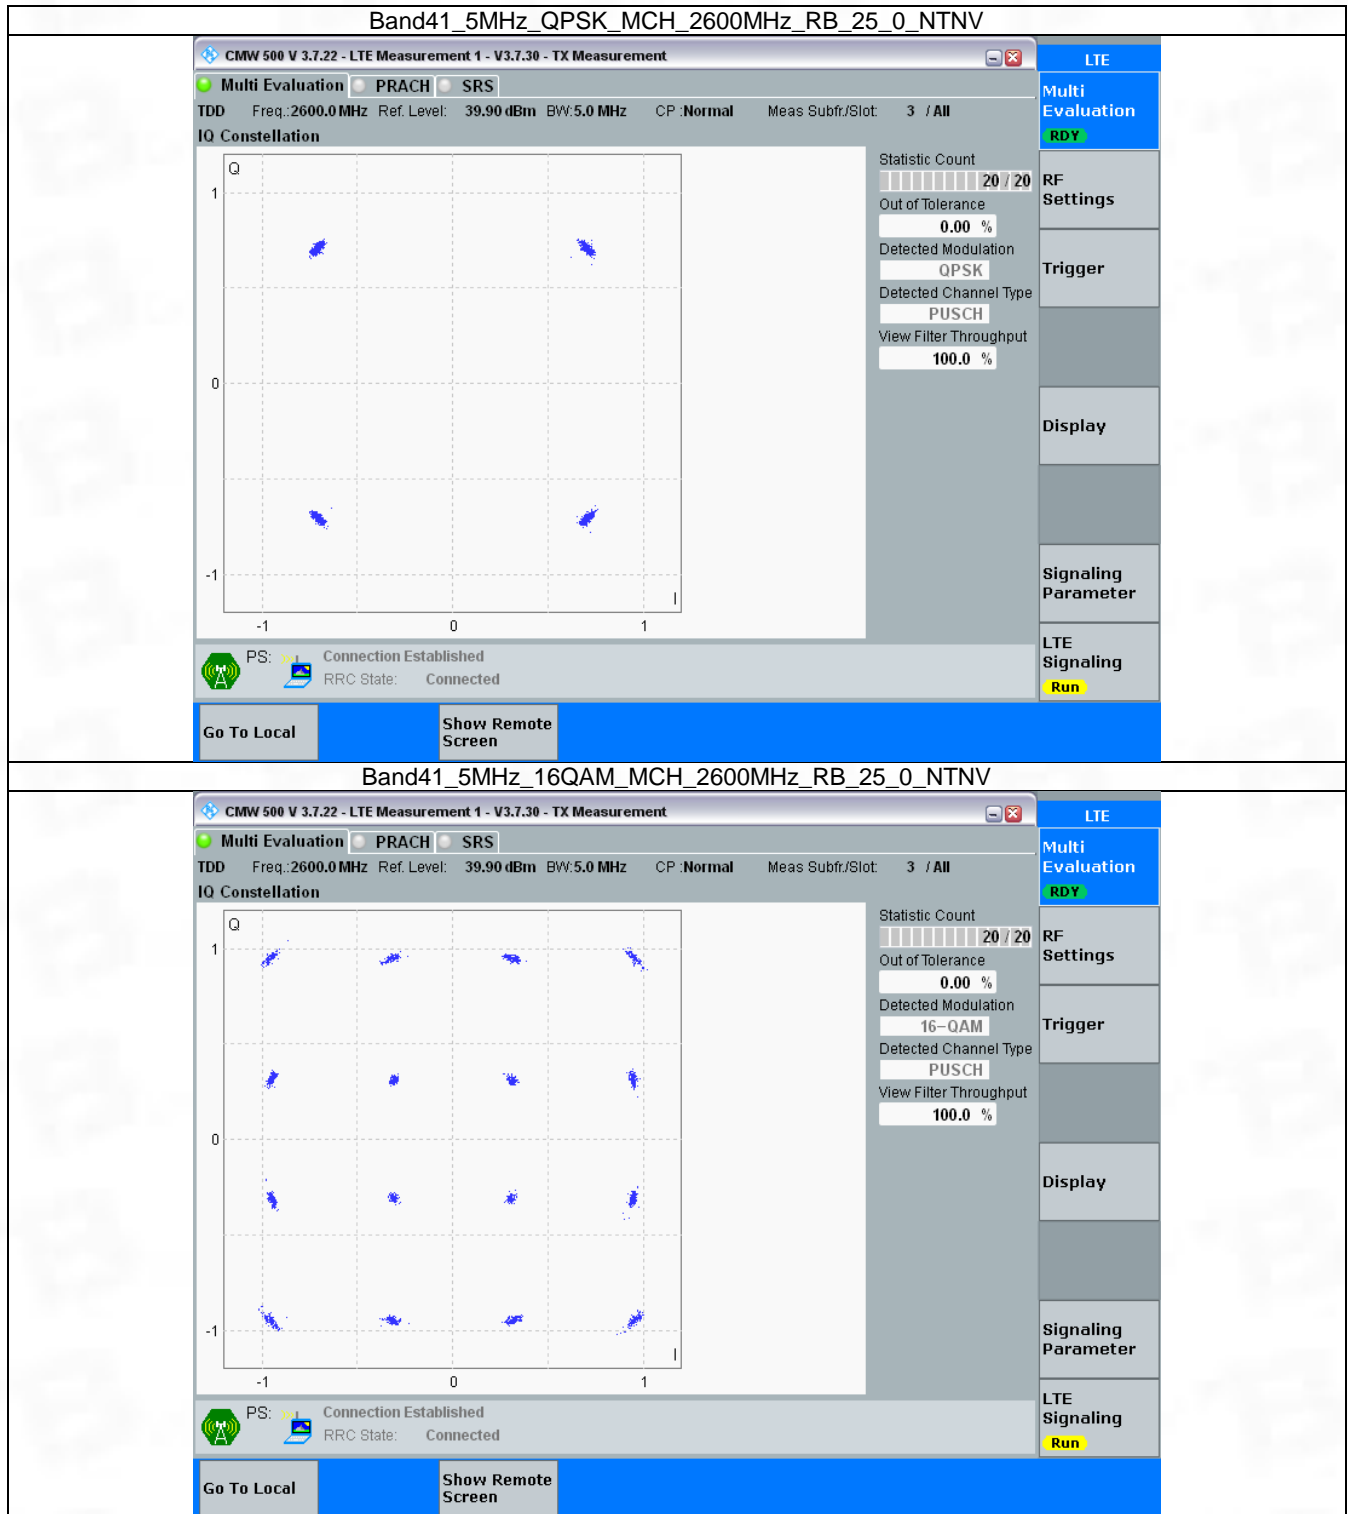 Band41_5MHz_QPSK_MCH_2600MHz_RB_25_0_NTNV
CMW 500 V 3.7.22 - LTE Measurement 1 - V3.7.30 - TX Measurement
LTE
Multi Evaluation PRACH SRS
TDD Freq.:2600.0 MHz Ref. Level: 39.90 dBm BW:5.0 MHz CP :Normal Meas Subfr./Slot: 3 / All
IQ Constellation
Q
1
0
-1
I
-1 0 1
Statistic Count
20 / 20
Out of Tolerance
0.00 %
Detected Modulation
QPSK
Detected Channel Type
PUSCH
View Filter Throughput
100.0 %
Multi
Evaluation
RDY
RF
Settings
Trigger
Display
Signaling
Parameter
LTE
Signaling
Run
PS: Connection Established
RRC State: Connected
Go To Local
Show Remote
Screen
Band41_5MHz_16QAM_MCH_2600MHz_RB_25_0_NTNV
CMW 500 V 3.7.22 - LTE Measurement 1 - V3.7.30 - TX Measurement
LTE
Multi Evaluation PRACH SRS
TDD Freq.:2600.0 MHz Ref. Level: 39.90 dBm BW:5.0 MHz CP :Normal Meas Subfr./Slot: 3 / All
IQ Constellation
Q
1
0
-1
I
-1 0 1
Statistic Count
20 / 20
Out of Tolerance
0.00 %
Detected Modulation
16-QAM
Detected Channel Type
PUSCH
View Filter Throughput
100.0 %
Multi
Evaluation
RDY
RF
Settings
Trigger
Display
Signaling
Parameter
LTE
Signaling
Run
PS: Connection Established
RRC State: Connected
Go To Local
Show Remote
Screen